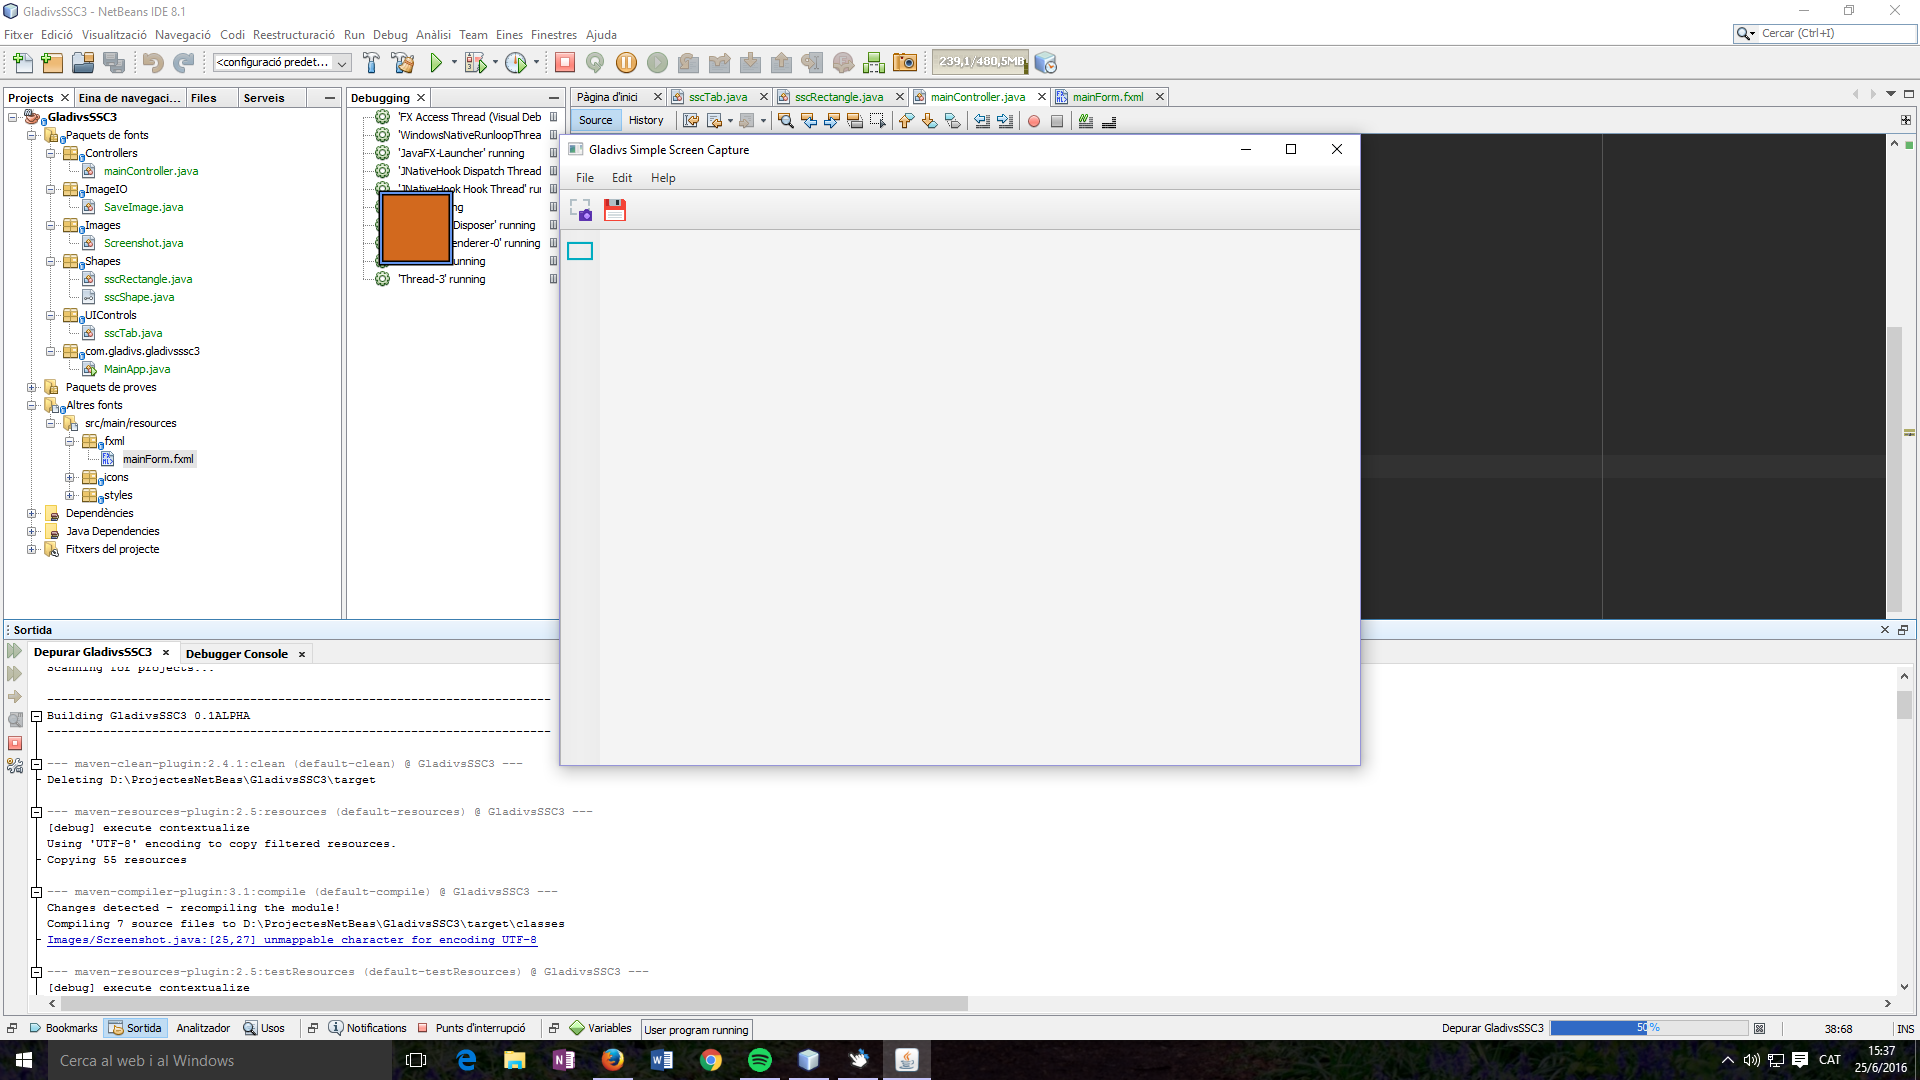 GladivsSSC3 - NetBeans IDE 8.1
Fitxer Edició Visualització Navegació Codi Reestructuració Run Debug Anàlisi Team Eines Finestres Ajuda
Cercar (Ctrl+I)
<configuració predet...
239,1/480,5MB
Projects
Eina de navegaci...
Files
Serveis
Debugging
Pàgina d'inici
sscTab.java
sscRectangle.java
mainController.java
mainForm.fxml
Source
History
GladivsSSC3
Paquets de fonts
Controllers
mainController.java
ImageIO
SaveImage.java
Images
Screenshot.java
Shapes
sscRectangle.java
sscShape.java
UIControls
sscTab.java
com.gladivs.gladivsssc3
MainApp.java
Paquets de proves
Altres fonts
src/main/resources
fxml
mainForm.fxml
icons
styles
Dependències
Java Dependencies
Fitxers del projecte
'FX Access Thread (Visual Deb
'WindowsNativeRunloopThrea
'JavaFX-Launcher' running
'JNativeHook Dispatch Thread
'JNativeHook Hook Thread' rui
ng
Disposer' running
enderer-0' running
unning
'Thread-3' running
Gladivs Simple Screen Capture
File Edit Help
Sortida
Depurar GladivsSSC3
Debugger Console
Scanning for projects...
------------------------------------------------------------------------
Building GladivsSSC3 0.1ALPHA
------------------------------------------------------------------------
--- maven-clean-plugin:2.4.1:clean (default-clean) @ GladivsSSC3 ---
Deleting D:\ProjectesNetBeas\GladivsSSC3\target
--- maven-resources-plugin:2.5:resources (default-resources) @ GladivsSSC3 ---
[debug] execute contextualize
Using 'UTF-8' encoding to copy filtered resources.
Copying 55 resources
--- maven-compiler-plugin:3.1:compile (default-compile) @ GladivsSSC3 ---
Changes detected - recompiling the module!
Compiling 7 source files to D:\ProjectesNetBeas\GladivsSSC3\target\classes
Images/Screenshot.java:[25,27] unmappable character for encoding UTF-8
--- maven-resources-plugin:2.5:testResources (default-testResources) @ GladivsSSC3 ---
[debug] execute contextualize
Bookmarks
Sortida
Analitzador
Usos
Notifications
Punts d'interrupció
Variables
User program running
Depurar GladivsSSC3
50%
38:68
INS
Cerca al web i al Windows
CAT
15:37
25/6/2016